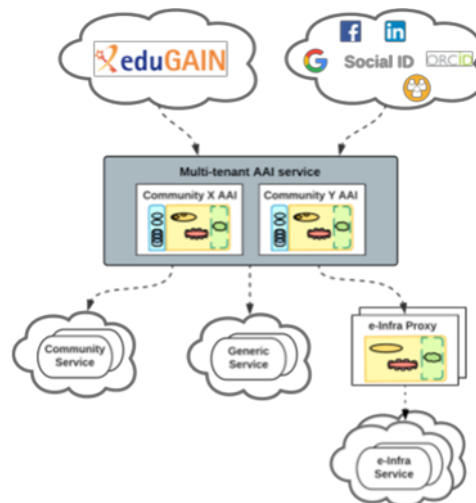 eduGAIN
Social ID
ORCID
Multi-tenant AAI service
Community X AAI
Community Y AAI
Community
Service
Generic
Service
e-Infra Proxy
e-Infra
Service